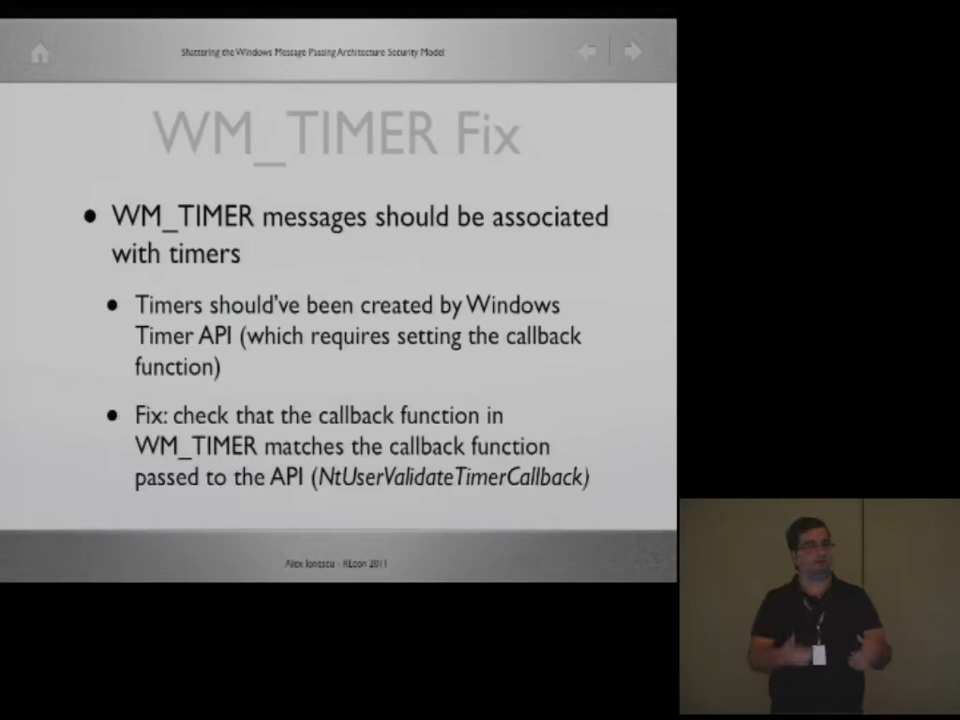 Shattering the Windows Message Passing Architecture Security Model
WM_TIMER Fix
• WM_TIMER messages should be associated
with timers
• Timers should've been created by Windows
Timer API (which requires setting the callback
function)
• Fix: check that the callback function in
WM_TIMER matches the callback function
passed to the API (NtUserValidateTimerCallback)
Alex Ionescu - REcon 2011